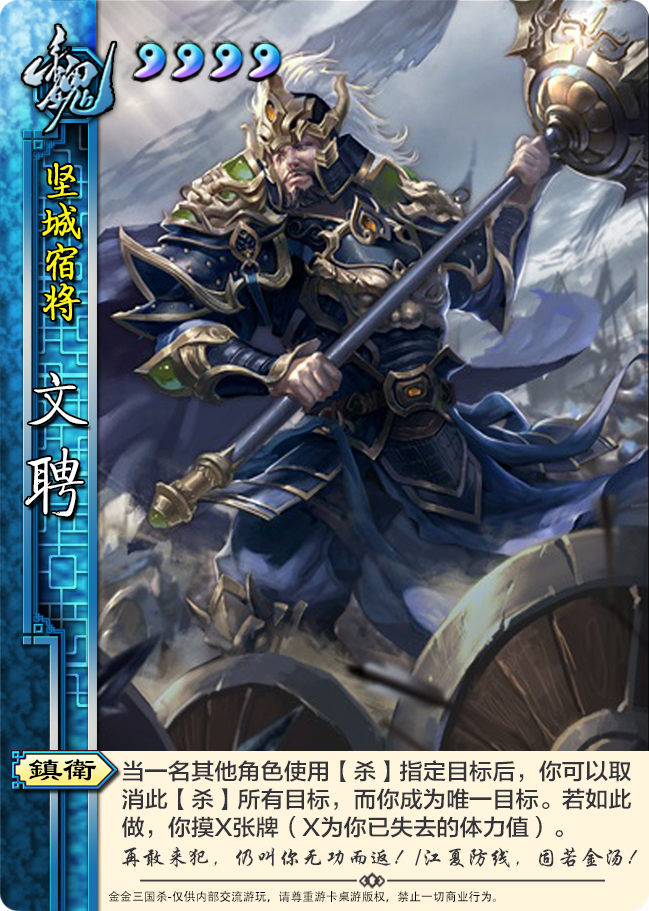 魏
坚城宿将
文聘
鎮衛
当一名其他角色使用【杀】指定目标后，你可以取
消此【杀】所有目标，而你成为唯一目标。若如此
做，你摸X张牌（X为你已失去的体力值）。
再敢来犯，仍叫你无功而返！/江夏防线，固若金汤！
金金三国杀-仅供内部交流游玩，请尊重游卡桌游版权，禁止一切商业行为。